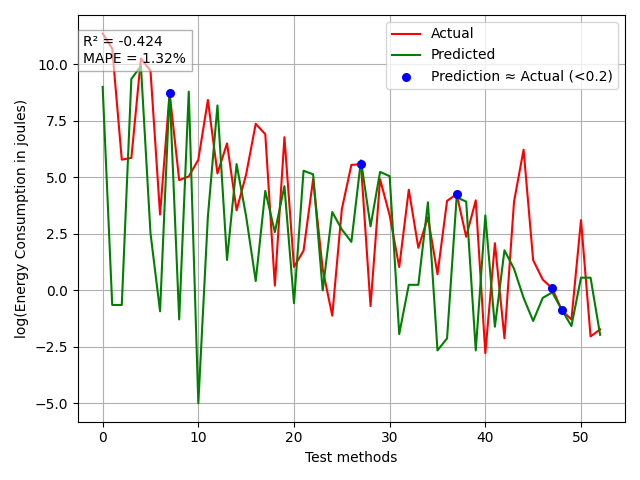 R² = -0.424
MAPE = 1.32%
Actual
Predicted
Prediction ≈ Actual (<0.2)
log(Energy Consumption in joules)
10.0
7.5
5.0
2.5
0.0
−2.5
−5.0
0 10 20 30 40 50
Test methods